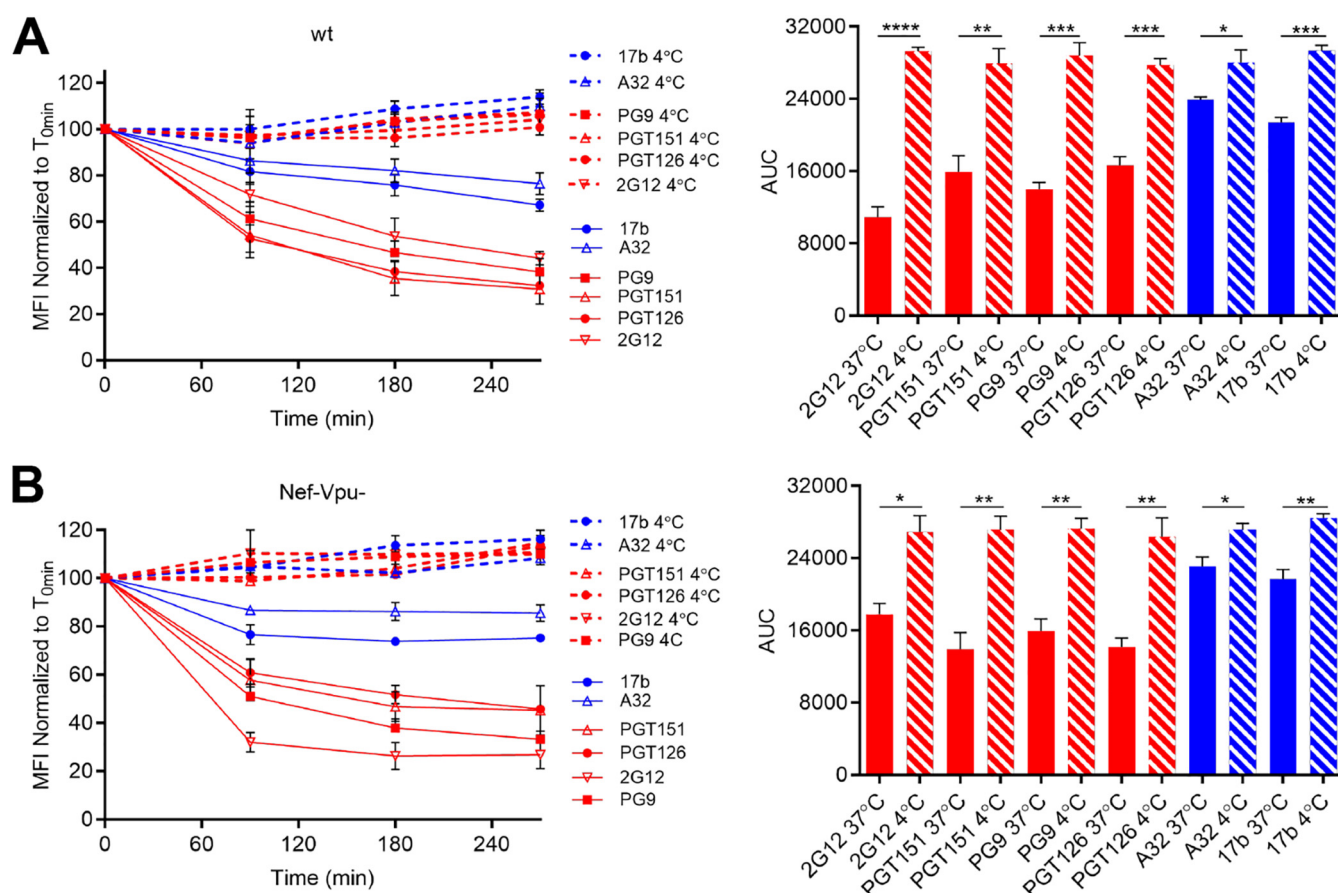 A
wt
MFI Normalized to T0min
120
100
80
60
40
20
0
0
60
120
180
240
Time (min)
17b 4°C
A32 4°C
PG9 4°C
PGT151 4°C
PGT126 4°C
2G12 4°C
17b
A32
PG9
PGT151
PGT126
2G12
AUC
32000
24000
16000
8000
0
****
**
***
***
*
***
2G12 37°C
2G12 4°C
PGT151 37°C
PGT151 4°C
PG9 37°C
PG9 4°C
PGT126 37°C
PGT126 4°C
A32 37°C
A32 4°C
17b 37°C
17b 4°C
B
Nef-Vpu-
MFI Normalized to T0min
120
100
80
60
40
20
0
0
60
120
180
240
Time (min)
17b 4°C
A32 4°C
PGT151 4°C
PGT126 4°C
2G12 4°C
PG9 4C
17b
A32
PGT151
PGT126
2G12
PG9
AUC
32000
24000
16000
8000
0
*
**
**
**
*
**
2G12 37°C
2G12 4°C
PGT151 37°C
PGT151 4°C
PG9 37°C
PG9 4°C
PGT126 37°C
PGT126 4°C
A32 37°C
A32 4°C
17b 37°C
17b 4°C